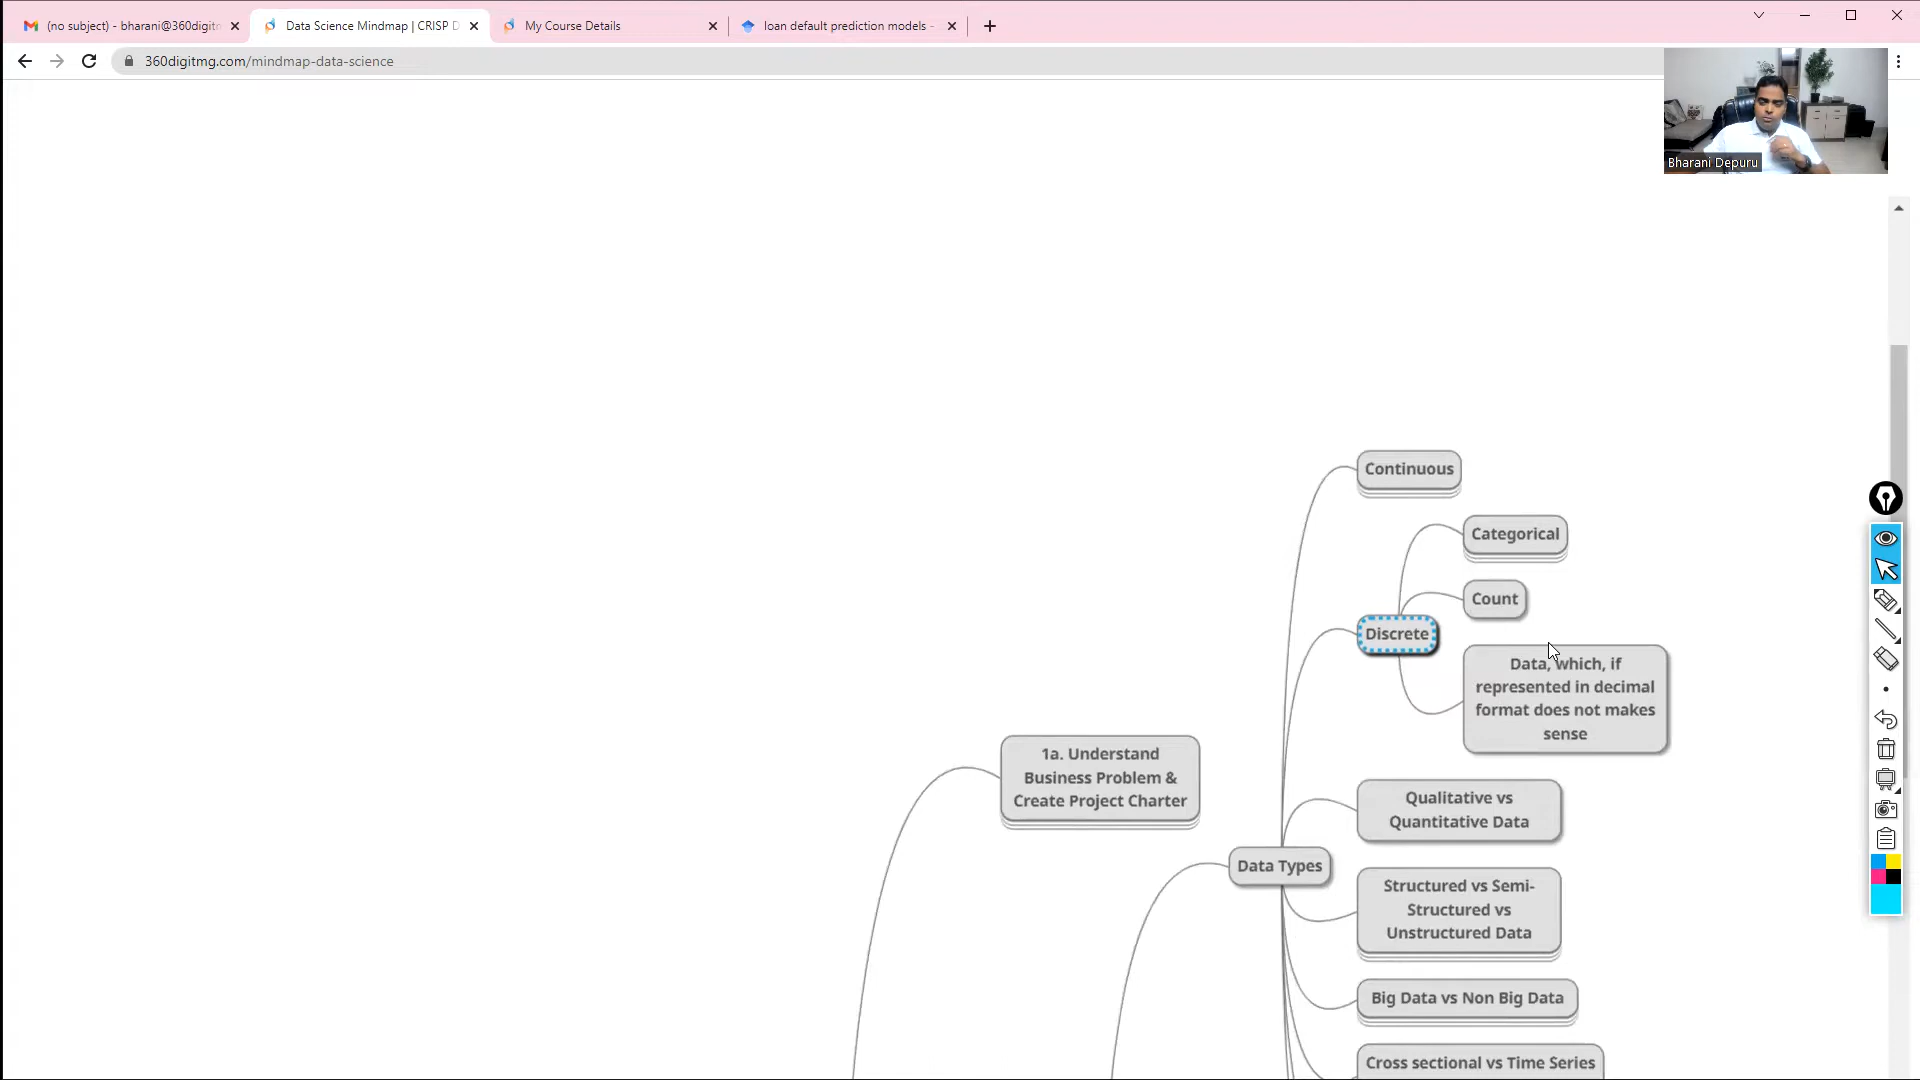 (no subject) - bharani@360digitm
Data Science Mindmap | CRISP D
My Course Details
loan default prediction models -
360digitmg.com/mindmap-data-science
Bharani Depuru
Continuous
Categorical
Count
Discrete
Data, which, if
represented in decimal
format does not makes
sense
1a. Understand
Business Problem &
Create Project Charter
Qualitative vs
Quantitative Data
Data Types
Structured vs Semi-
Structured vs
Unstructured Data
Big Data vs Non Big Data
Cross sectional vs Time Series